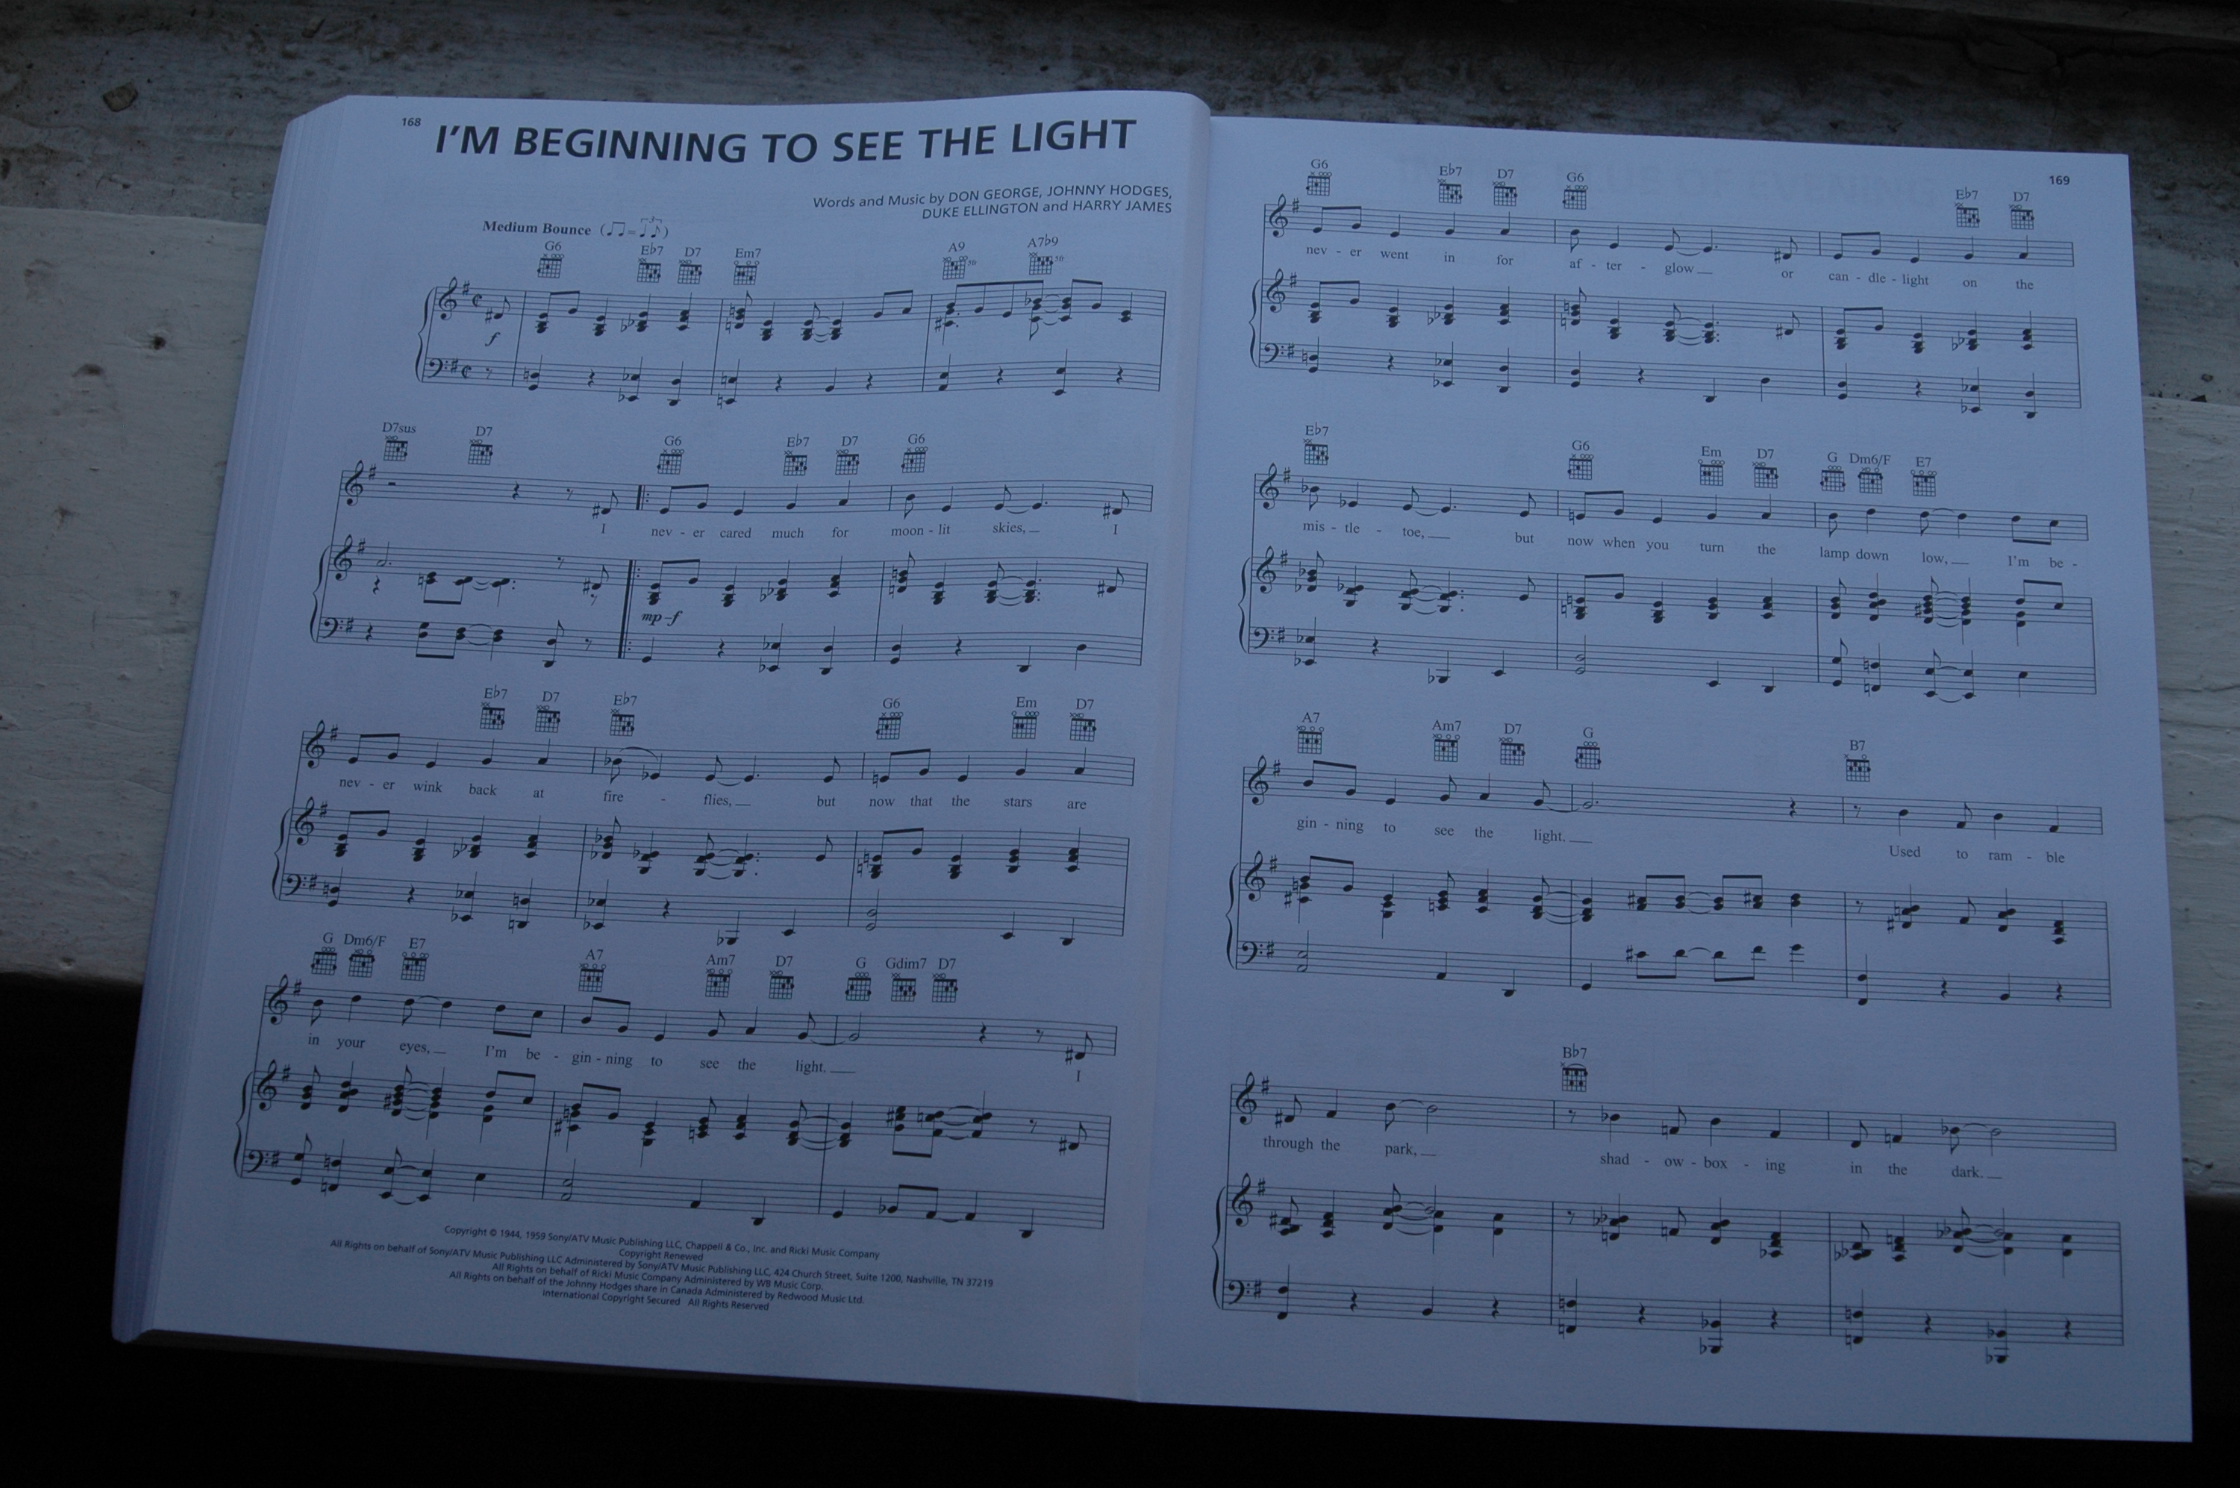 168
I'M BEGINNING TO SEE THE LIGHT
Words and Music by DON GEORGE, JOHNNY HODGES,
DUKE ELLINGTON and HARRY JAMES
Medium Bounce
G6 E♭7 D7 Em7 A9 A7♭9
f
D7sus D7 G6 E♭7 D7 G6
I nev - er cared much for moon - lit skies, I
mp-f
E♭7 D7 E♭7 G6 Em D7
nev - er wink back at fire - flies, but now that the stars are
G Dm6/F E7 A7 Am7 D7 G Gdim7 D7
in your eyes, I'm be - gin - ning to see the light. I
Copyright © 1944, 1959 Sony/ATV Music Publishing LLC, Chappell & Co., Inc. and Ricki Music Company
Copyright Renewed
All Rights on behalf of Sony/ATV Music Publishing LLC Administered by Sony/ATV Music Publishing LLC, 424 Church Street, Suite 1200, Nashville, TN 37219
All Rights on behalf of Ricki Music Company Administered by WB Music Corp.
All Rights on behalf of the Johnny Hodges share in Canada Administered by Redwood Music Ltd.
International Copyright Secured All Rights Reserved
169
G6 E♭7 D7 G6 E♭7 D7
nev - er went in for af - ter - glow or can - dle - light on the
E♭7 G6 Em D7 G Dm6/F E7
mis - tle - toe, but now when you turn the lamp down low, I'm be -
A7 Am7 D7 G B7
gin - ning to see the light. Used to ram - ble
B♭7
through the park, shad - ow - box - ing in the dark.